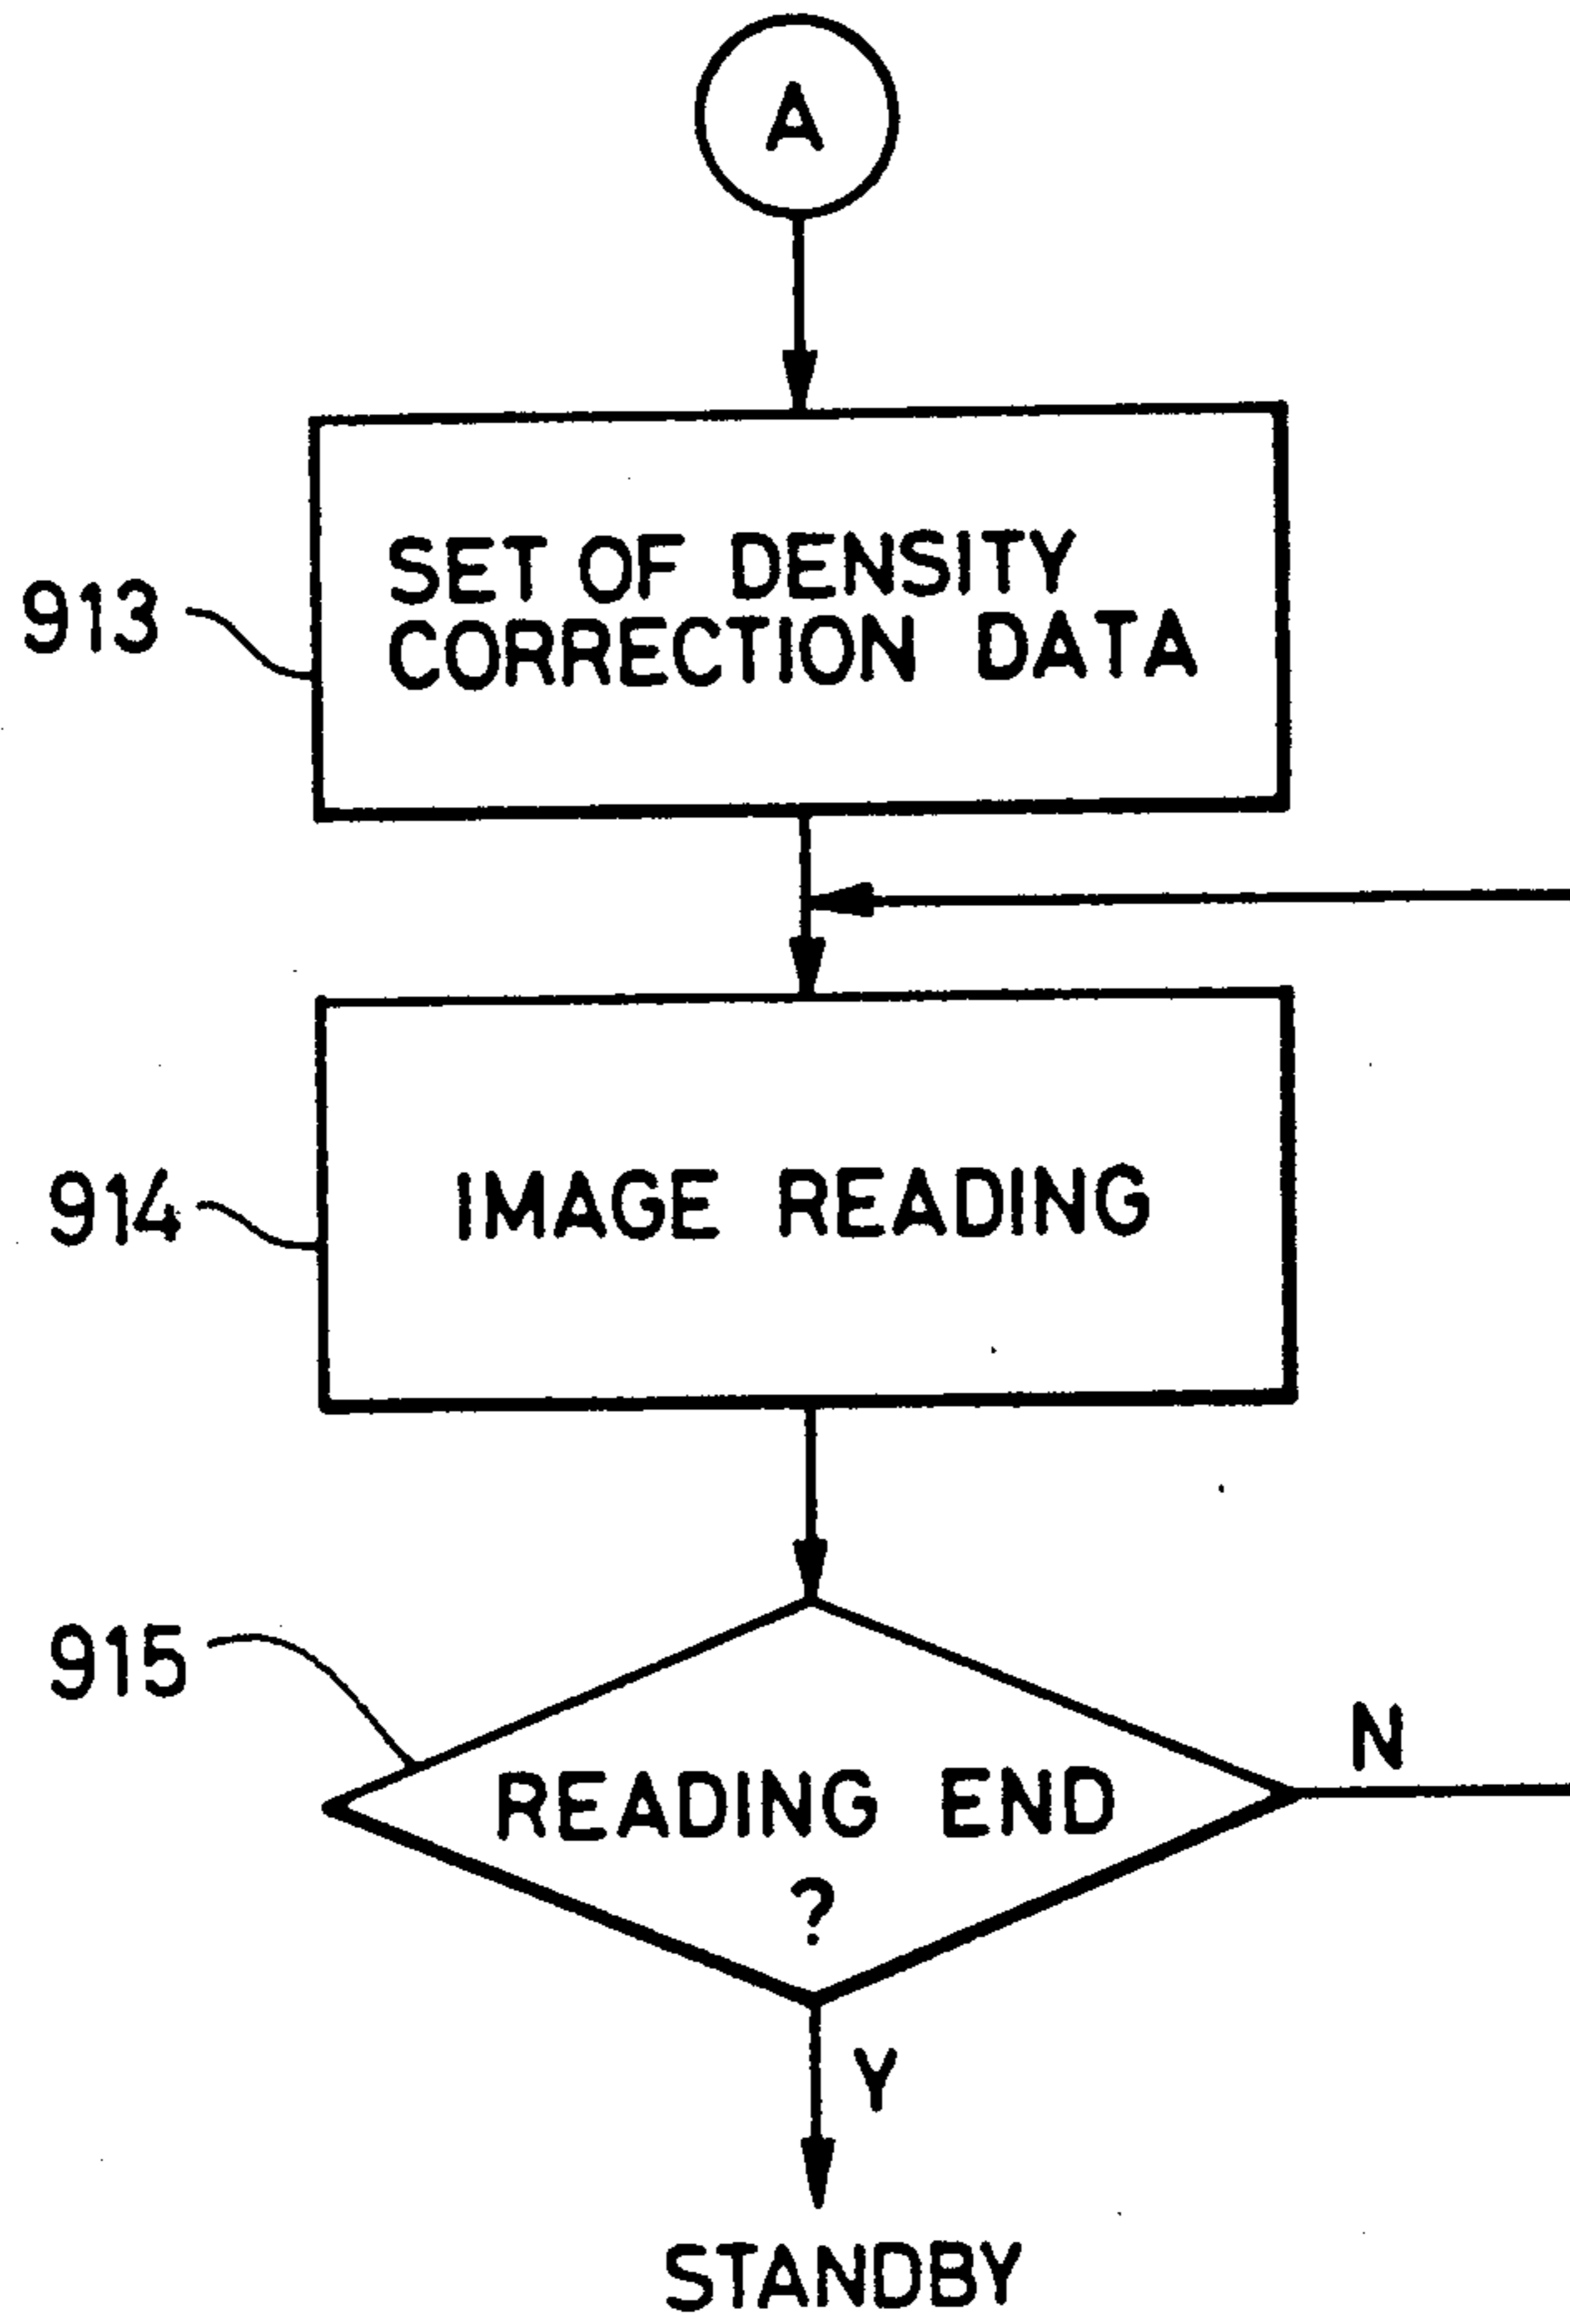 A
SET OF DENSITY
CORRECTION DATA
913
IMAGE READING
914
915
READING END
?
N
Y
STANDBY